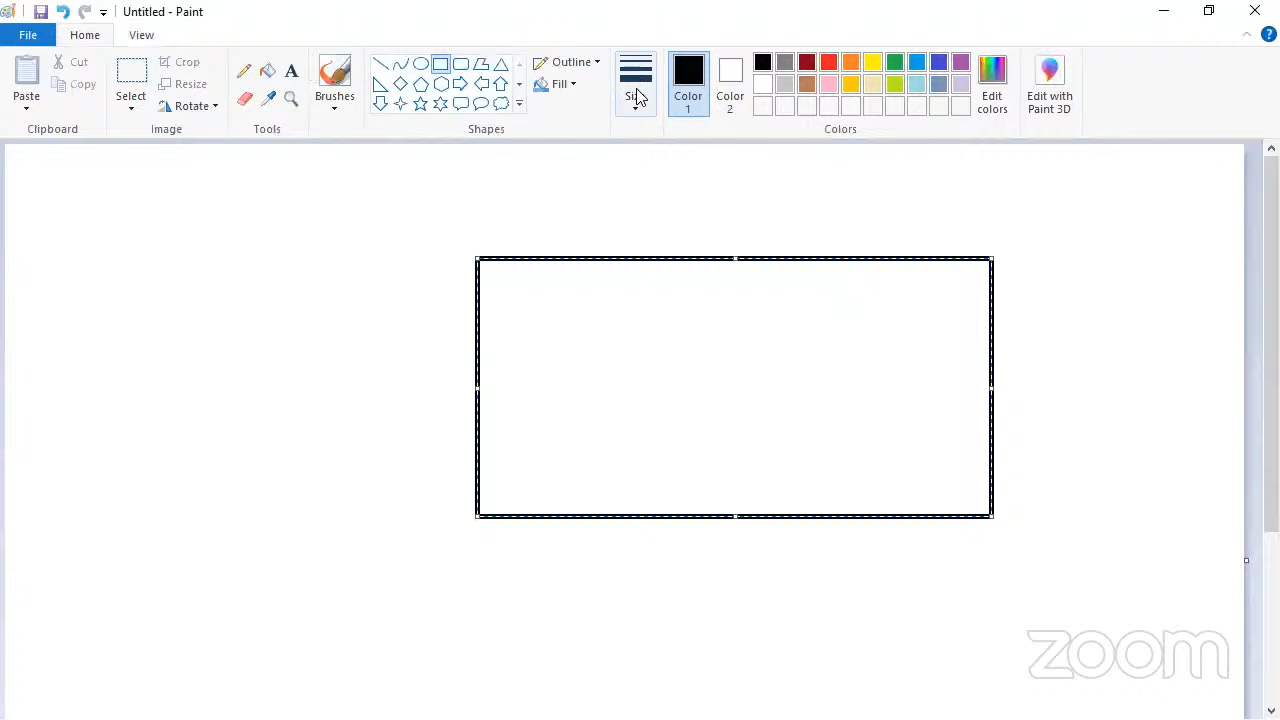 Untitled - Paint
File
Home
View
Paste
Cut
Copy
Clipboard
Select
Crop
Resize
Rotate
Image
Tools
Brushes
Outline
Fill
Shapes
Color
1
Color
2
Edit
colors
Edit with
Paint 3D
Colors
zoom